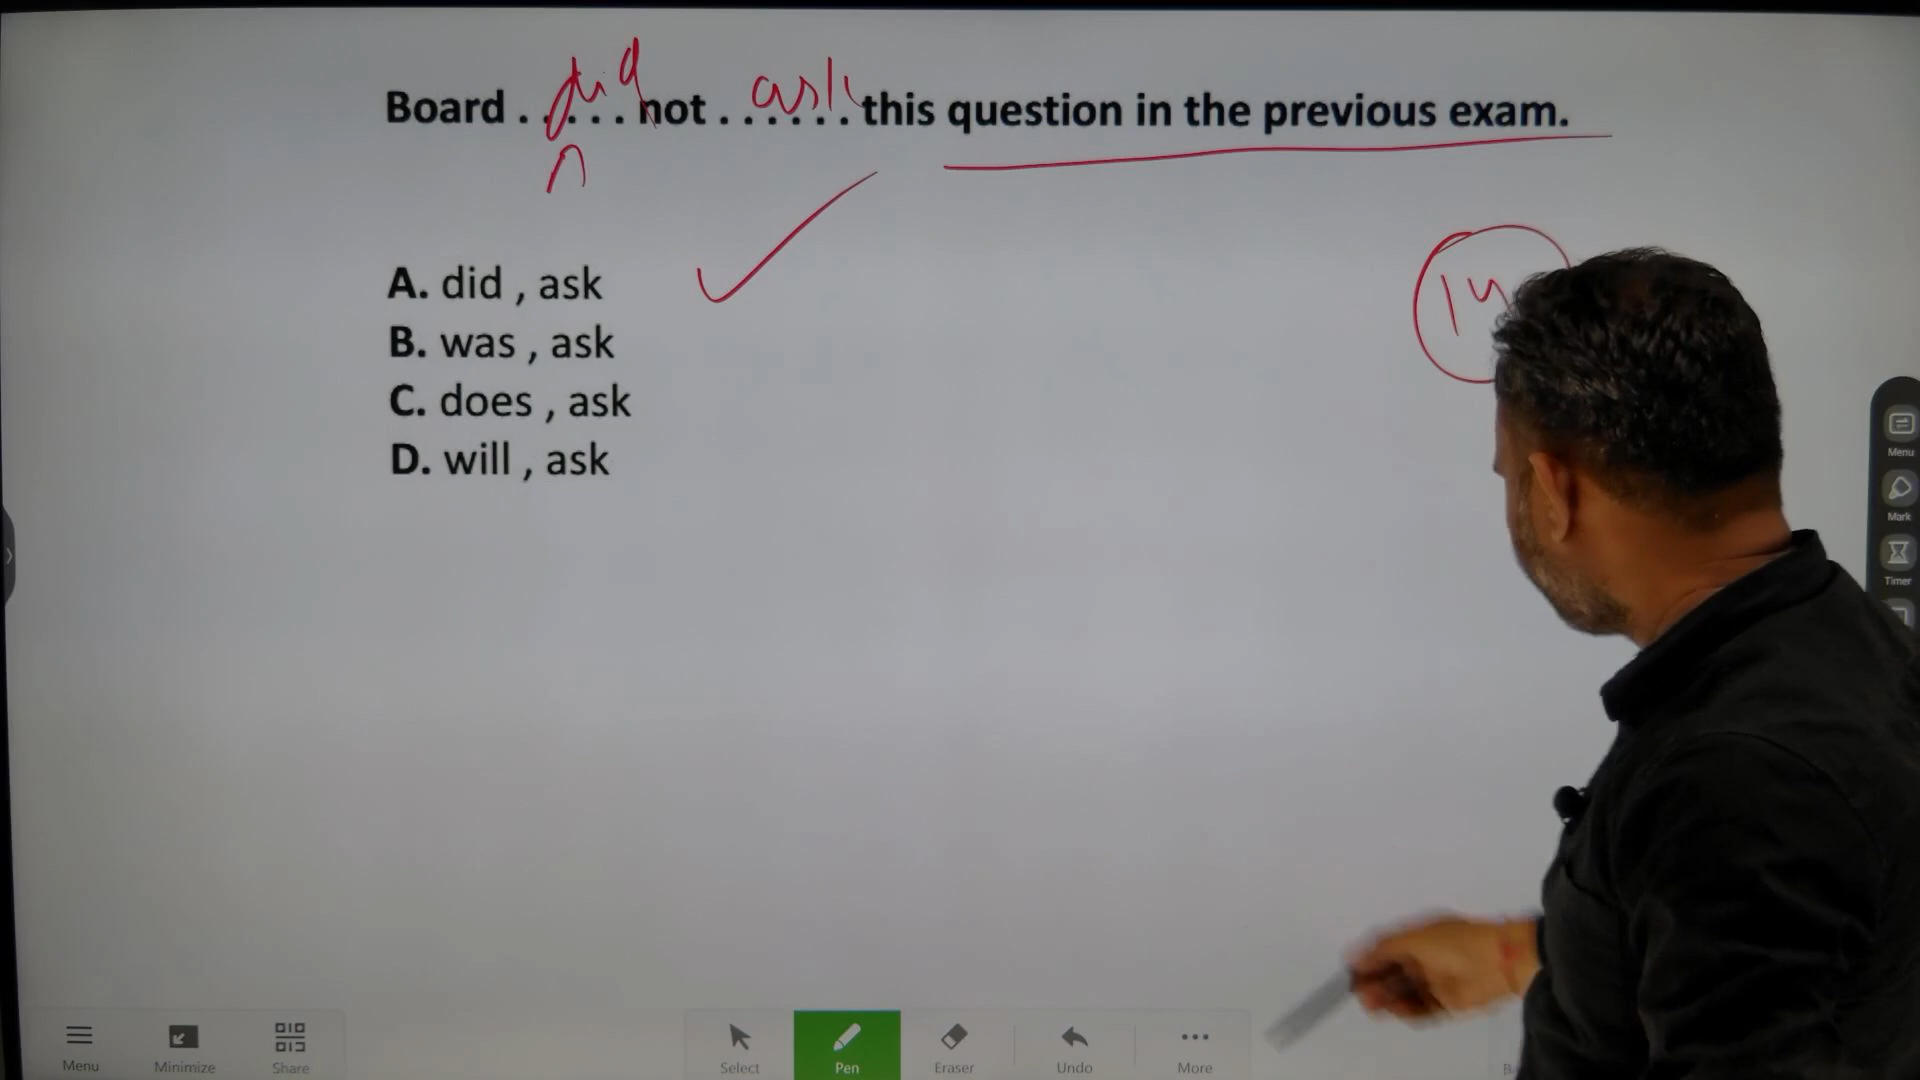 did ask
Board . . . . . not . . . . . . this question in the previous exam.
14
A. did , ask
B. was , ask
C. does , ask
D. will , ask
Menu
Mark
Timer
Menu
Minimize
Share
Select
Pen
Eraser
Undo
More